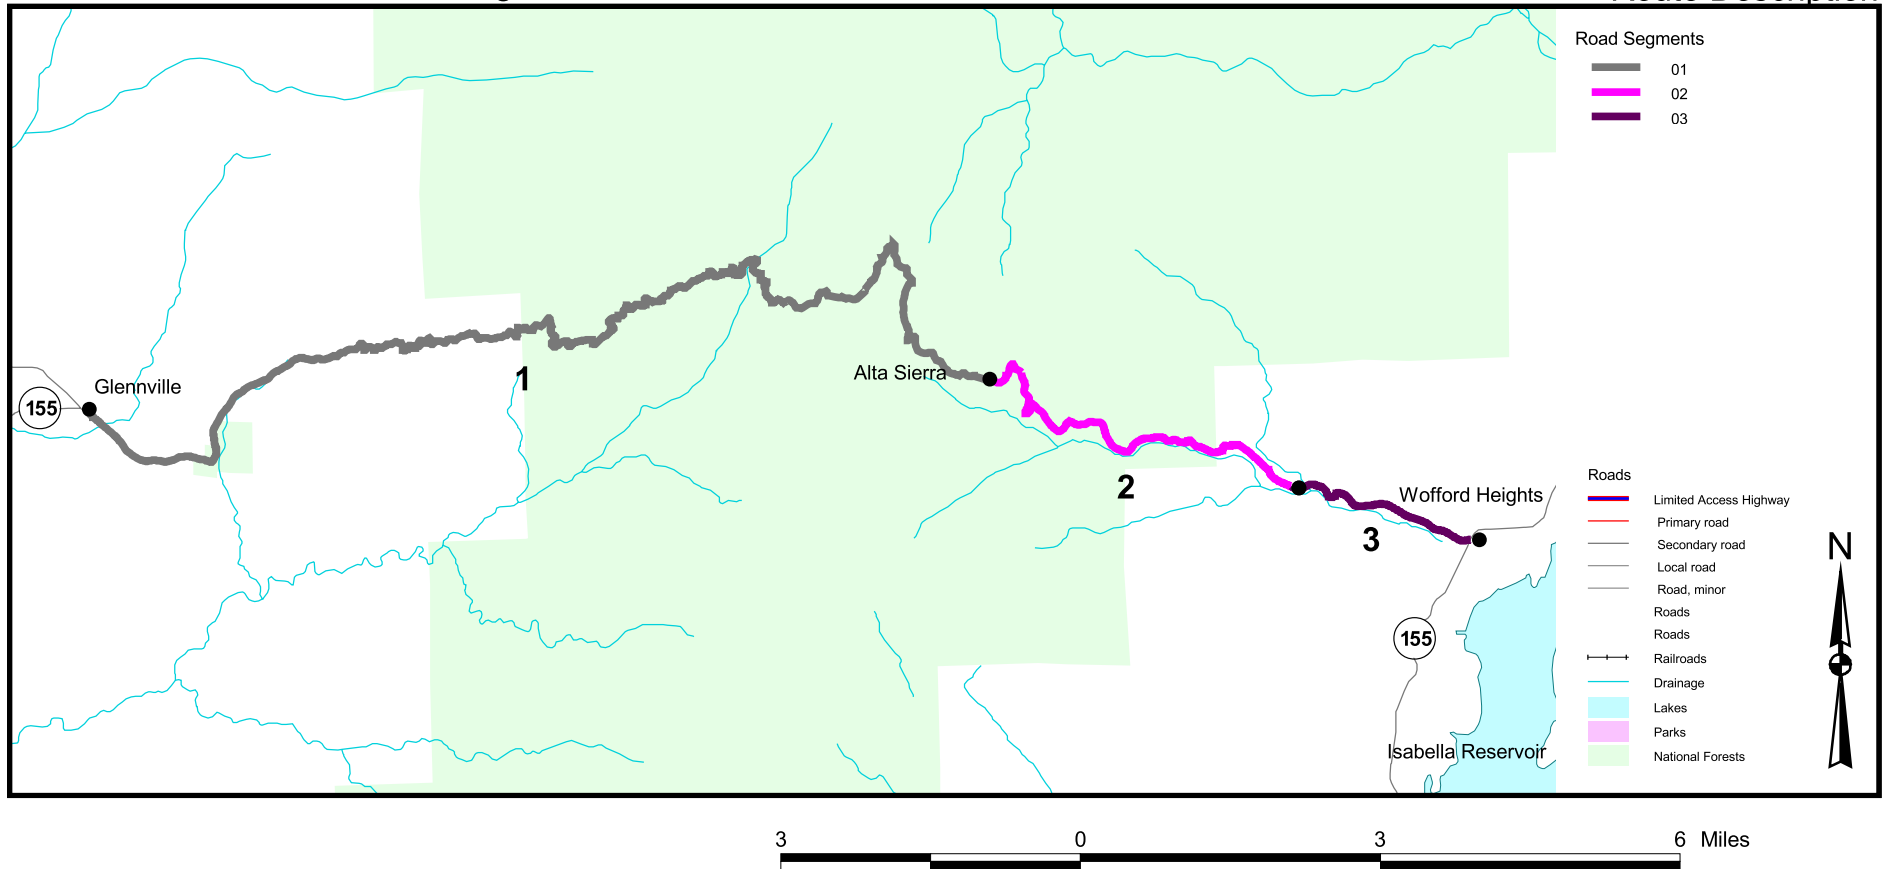 Route Description
Road Segments
01
02
03
Glennville
155
1
Alta Sierra
2
Wofford Heights
3
155
Isabella Reservoir
Roads
Limited Access Highway
Primary road
Secondary road
Local road
Road, minor
Roads
Roads
Railroads
Drainage
Lakes
Parks
National Forests
N
3 0 3 6 Miles